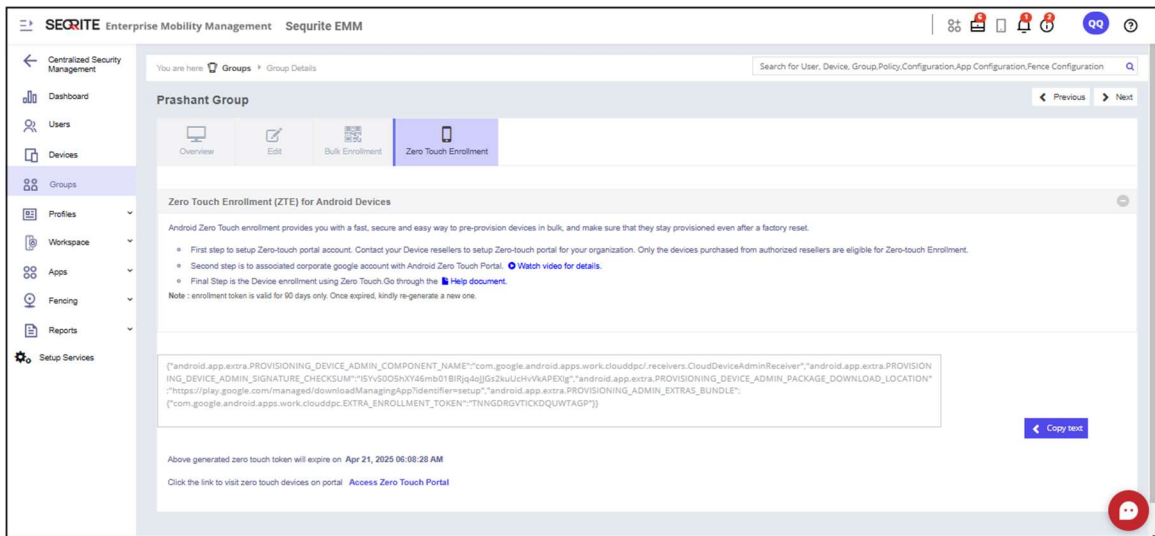 SEQRITE Enterprise Mobility Management Sequrite EMM
6
1
2
QQ
Centralized Security
Management
Dashboard
Users
Devices
Groups
Profiles
Workspace
Apps
Fencing
Reports
Setup Services
You are here Groups Group Details
Search for User, Device, Group,Policy,Configuration,App Configuration,Fence Configuration
Prashant Group
Previous Next
Overview Edit Bulk Enrollment Zero Touch Enrollment
Zero Touch Enrollment (ZTE) for Android Devices
Android Zero Touch enrollment provides you with a fast, secure and easy way to pre-provision devices in bulk, and make sure that they stay provisioned even after a factory reset.
First step to setup Zero-touch portal account. Contact your Device resellers to setup Zero-touch portal for your organization. Only the devices purchased from authorized resellers are eligible for Zero-touch Enrollment.
Second step is to associated corporate google account with Android Zero Touch Portal. Watch video for details.
Final Step is the Device enrollment using Zero Touch.Go through the Help document.
Note : enrollment token is valid for 90 days only. Once expired, kindly re-generate a new one.
{"android.app.extra.PROVISIONING_DEVICE_ADMIN_COMPONENT_NAME":"com.google.android.apps.work.clouddpc/.receivers.CloudDeviceAdminReceiver","android.app.extra.PROVISION
ING_DEVICE_ADMIN_SIGNATURE_CHECKSUM":"I5YvS0O5hXY46mb01BlRjq4oJJGs2kuUcHvVkAPEXlg","android.app.extra.PROVISIONING_DEVICE_ADMIN_PACKAGE_DOWNLOAD_LOCATION"
:"https://play.google.com/managed/downloadManagingApp?identifier=setup","android.app.extra.PROVISIONING_ADMIN_EXTRAS_BUNDLE":
{"com.google.android.apps.work.clouddpc.EXTRA_ENROLLMENT_TOKEN":"TNNGDRGVTICKDQUWTAGP"}}
Copy text
Above generated zero touch token will expire on Apr 21, 2025 06:08:28 AM
Click the link to visit zero touch devices on portal Access Zero Touch Portal